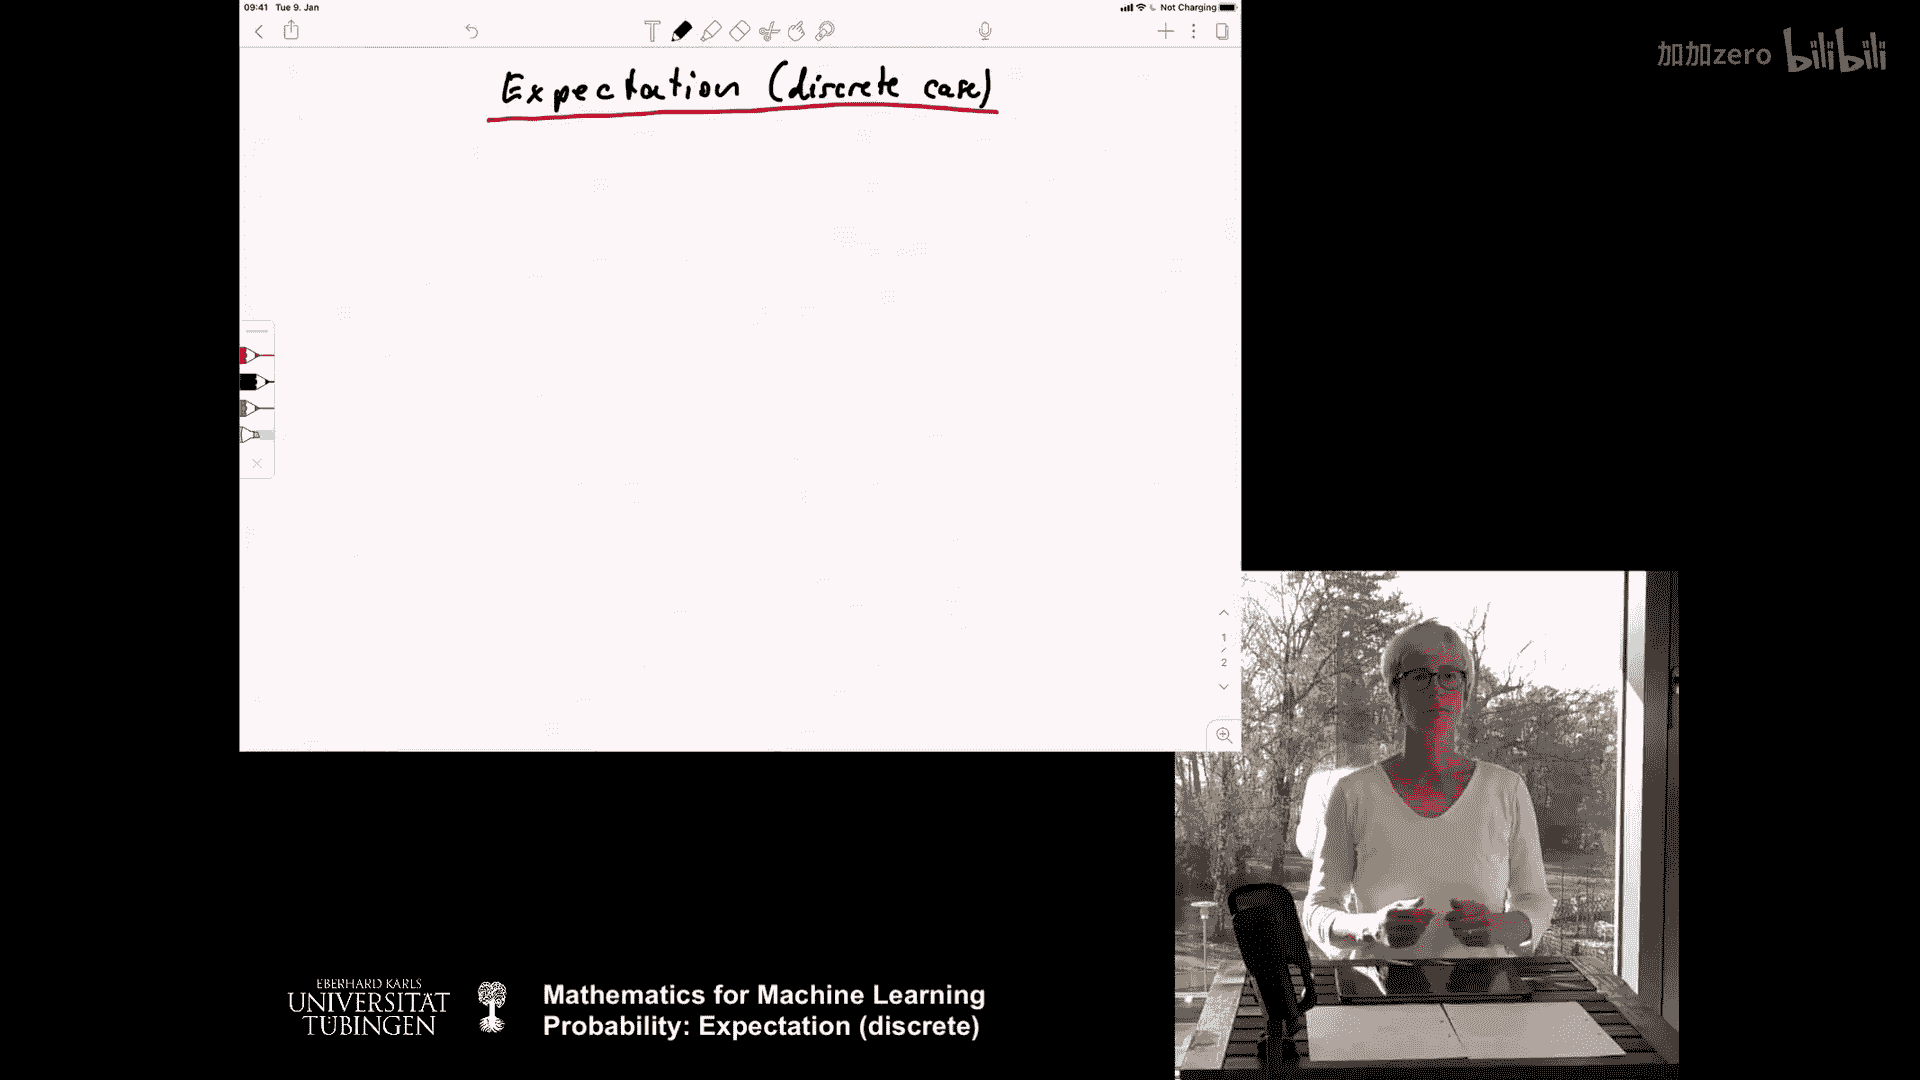 09:41 Tue 9. Jan
Not Charging
加加zero bilibili
Expectation (discrete case)
1
/
2
EBERHARD KARLS
UNIVERSITÄT
TÜBINGEN
Mathematics for Machine Learning
Probability: Expectation (discrete)